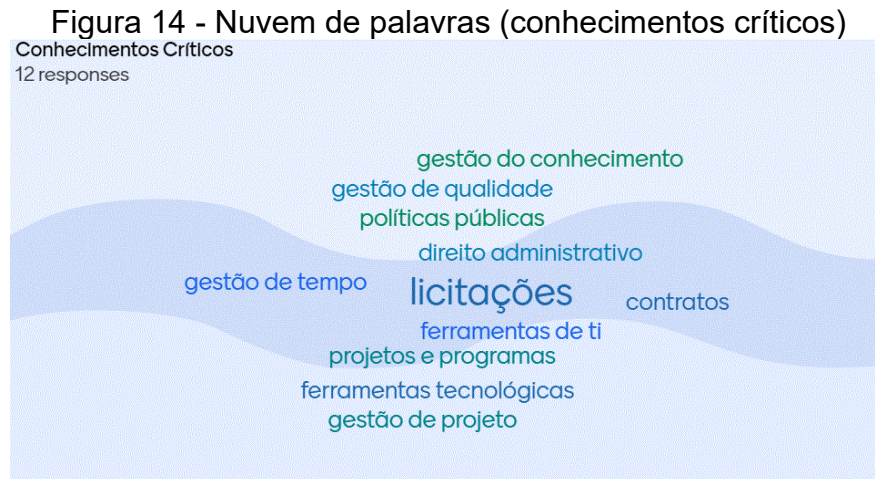 Figura 14 - Nuvem de palavras (conhecimentos críticos)
Conhecimentos Críticos
12 responses
gestão do conhecimento
gestão de qualidade
políticas públicas
direito administrativo
gestão de tempo
licitações
contratos
ferramentas de ti
projetos e programas
ferramentas tecnológicas
gestão de projeto